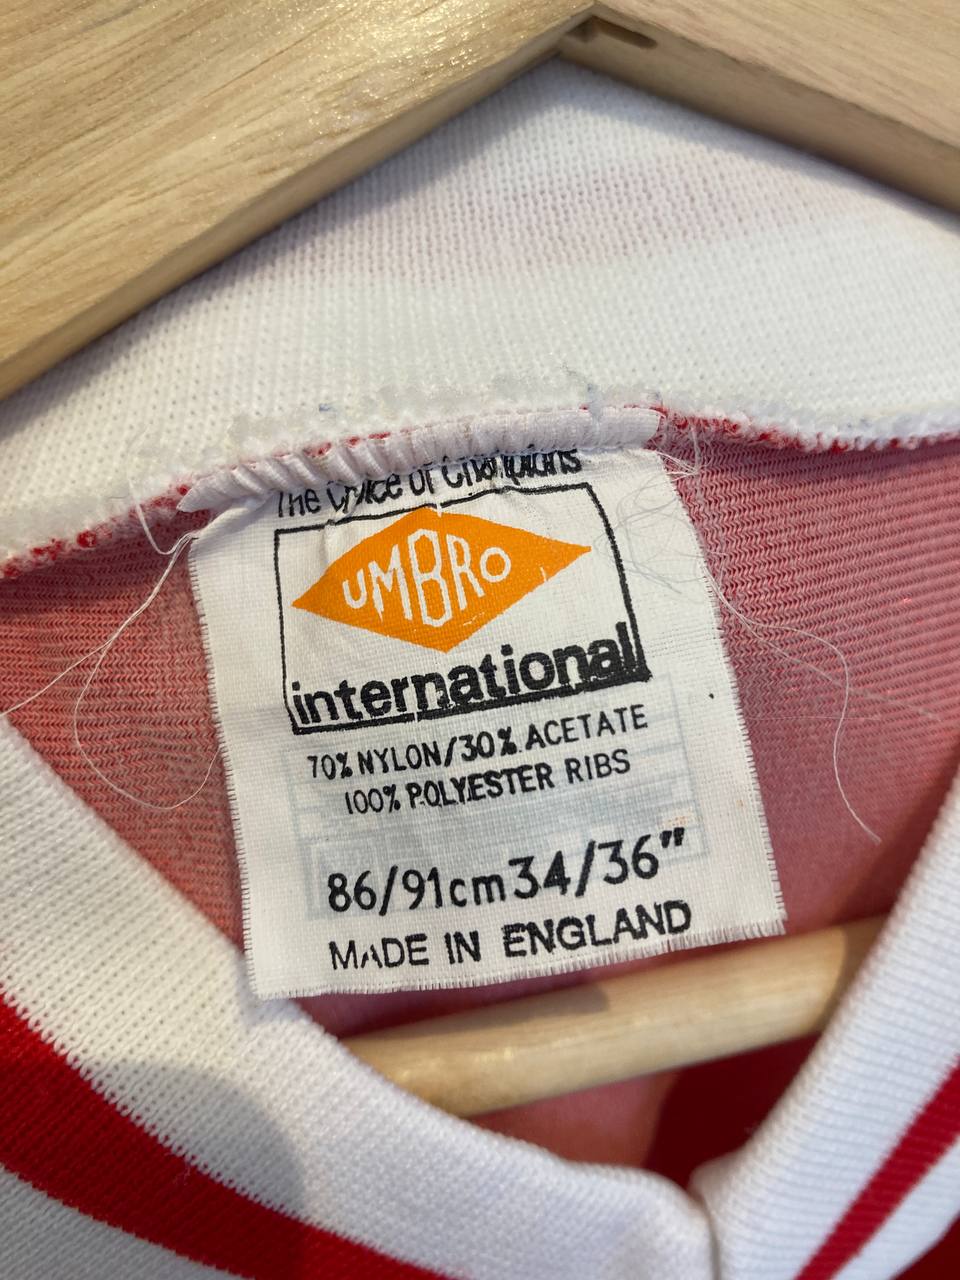 The Choice of Champions
UMBRO
international
70% NYLON/30% ACETATE
100% POLYESTER RIBS
86/91cm 34/36"
MADE IN ENGLAND